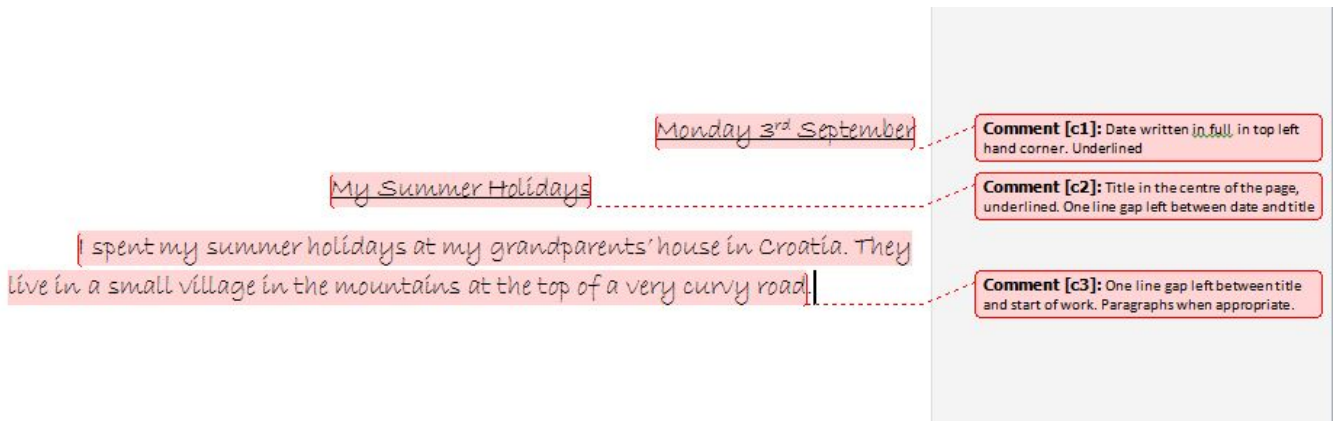 Monday 3rd September
Comment [c1]: Date written in full, in top left
hand corner. Underlined
My Summer Holidays
Comment [c2]: Title in the centre of the page,
underlined. One line gap left between date and title
I spent my summer holidays at my grandparents' house in Croatia. They
live in a small village in the mountains at the top of a very curvy road.
Comment [c3]: One line gap left between title
and start of work. Paragraphs when appropriate.